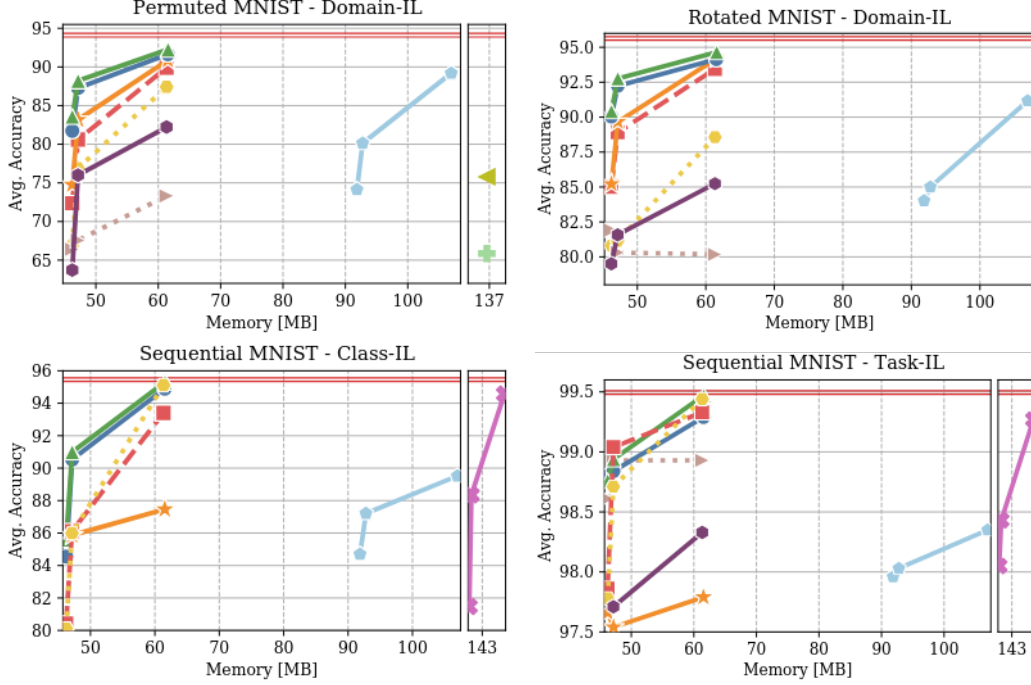 Permuted MNIST - Domain-IL
Avg. Accuracy
95
90
85
80
75
70
65
50 60 70 80 90 100 137
Memory [MB]
Rotated MNIST - Domain-IL
Avg. Accuracy
95.0
92.5
90.0
87.5
85.0
82.5
80.0
50 60 70 80 90 100
Memory [MB]
Sequential MNIST - Class-IL
Avg. Accuracy
96
94
92
90
88
86
84
82
80
50 60 70 80 90 100 143
Memory [MB]
Sequential MNIST - Task-IL
Avg. Accuracy
99.5
99.0
98.5
98.0
97.5
50 60 70 80 90 100 143
Memory [MB]